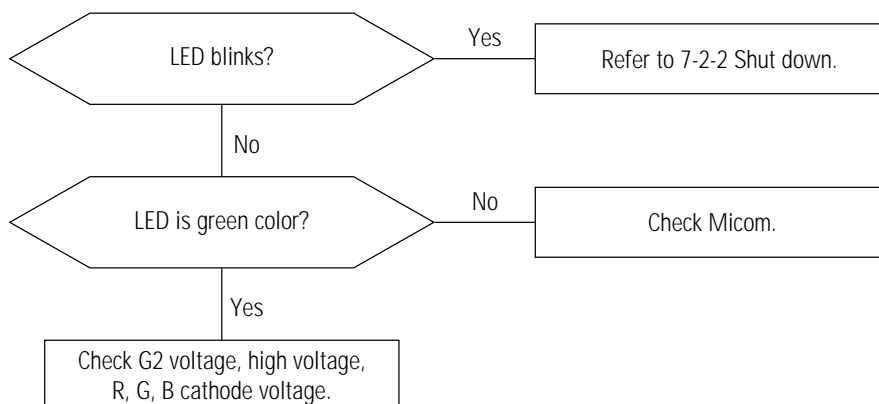 LED blinks?
Yes
Refer to 7-2-2 Shut down.
No
LED is green color?
No
Check Micom.
Yes
Check G2 voltage, high voltage,
R, G, B cathode voltage.